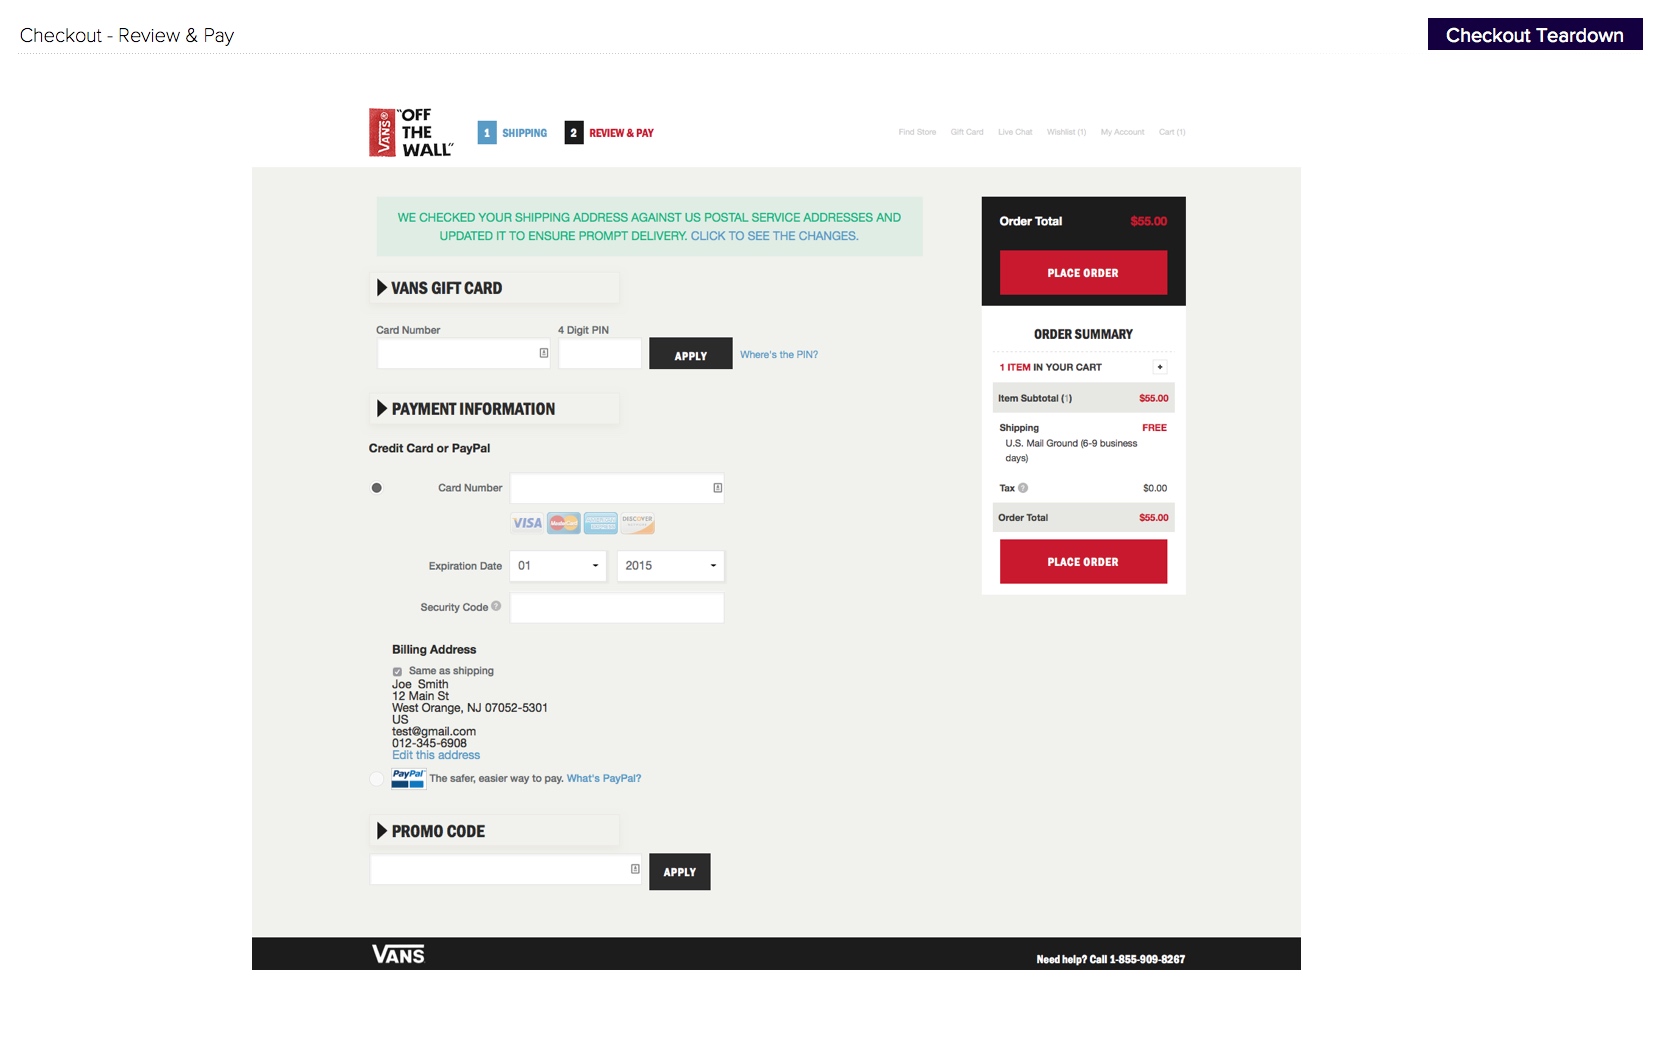 Checkout - Review & Pay
Checkout Teardown
VANS®
"OFF
THE
WALL"
1 SHIPPING 2 REVIEW & PAY
Find Store Gift Card Live Chat Wishlist (1) My Account Cart (1)
WE CHECKED YOUR SHIPPING ADDRESS AGAINST US POSTAL SERVICE ADDRESSES AND
UPDATED IT TO ENSURE PROMPT DELIVERY. CLICK TO SEE THE CHANGES.
VANS GIFT CARD
Card Number 4 Digit PIN
APPLY Where's the PIN?
PAYMENT INFORMATION
Credit Card or PayPal
Card Number
VISA MasterCard AMERICAN EXPRESS DISCOVER
Expiration Date 01 2015
Security Code ?
Billing Address
Same as shipping
Joe Smith
12 Main St
West Orange, NJ 07052-5301
US
test@gmail.com
012-345-6908
Edit this address
PayPal The safer, easier way to pay. What's PayPal?
PROMO CODE
APPLY
Order Total $55.00
PLACE ORDER
ORDER SUMMARY
1 ITEM IN YOUR CART +
Item Subtotal (1) $55.00
Shipping FREE
U.S. Mail Ground (6-9 business
days)
Tax ? $0.00
Order Total $55.00
PLACE ORDER
VANS
Need help? Call 1-855-909-8267